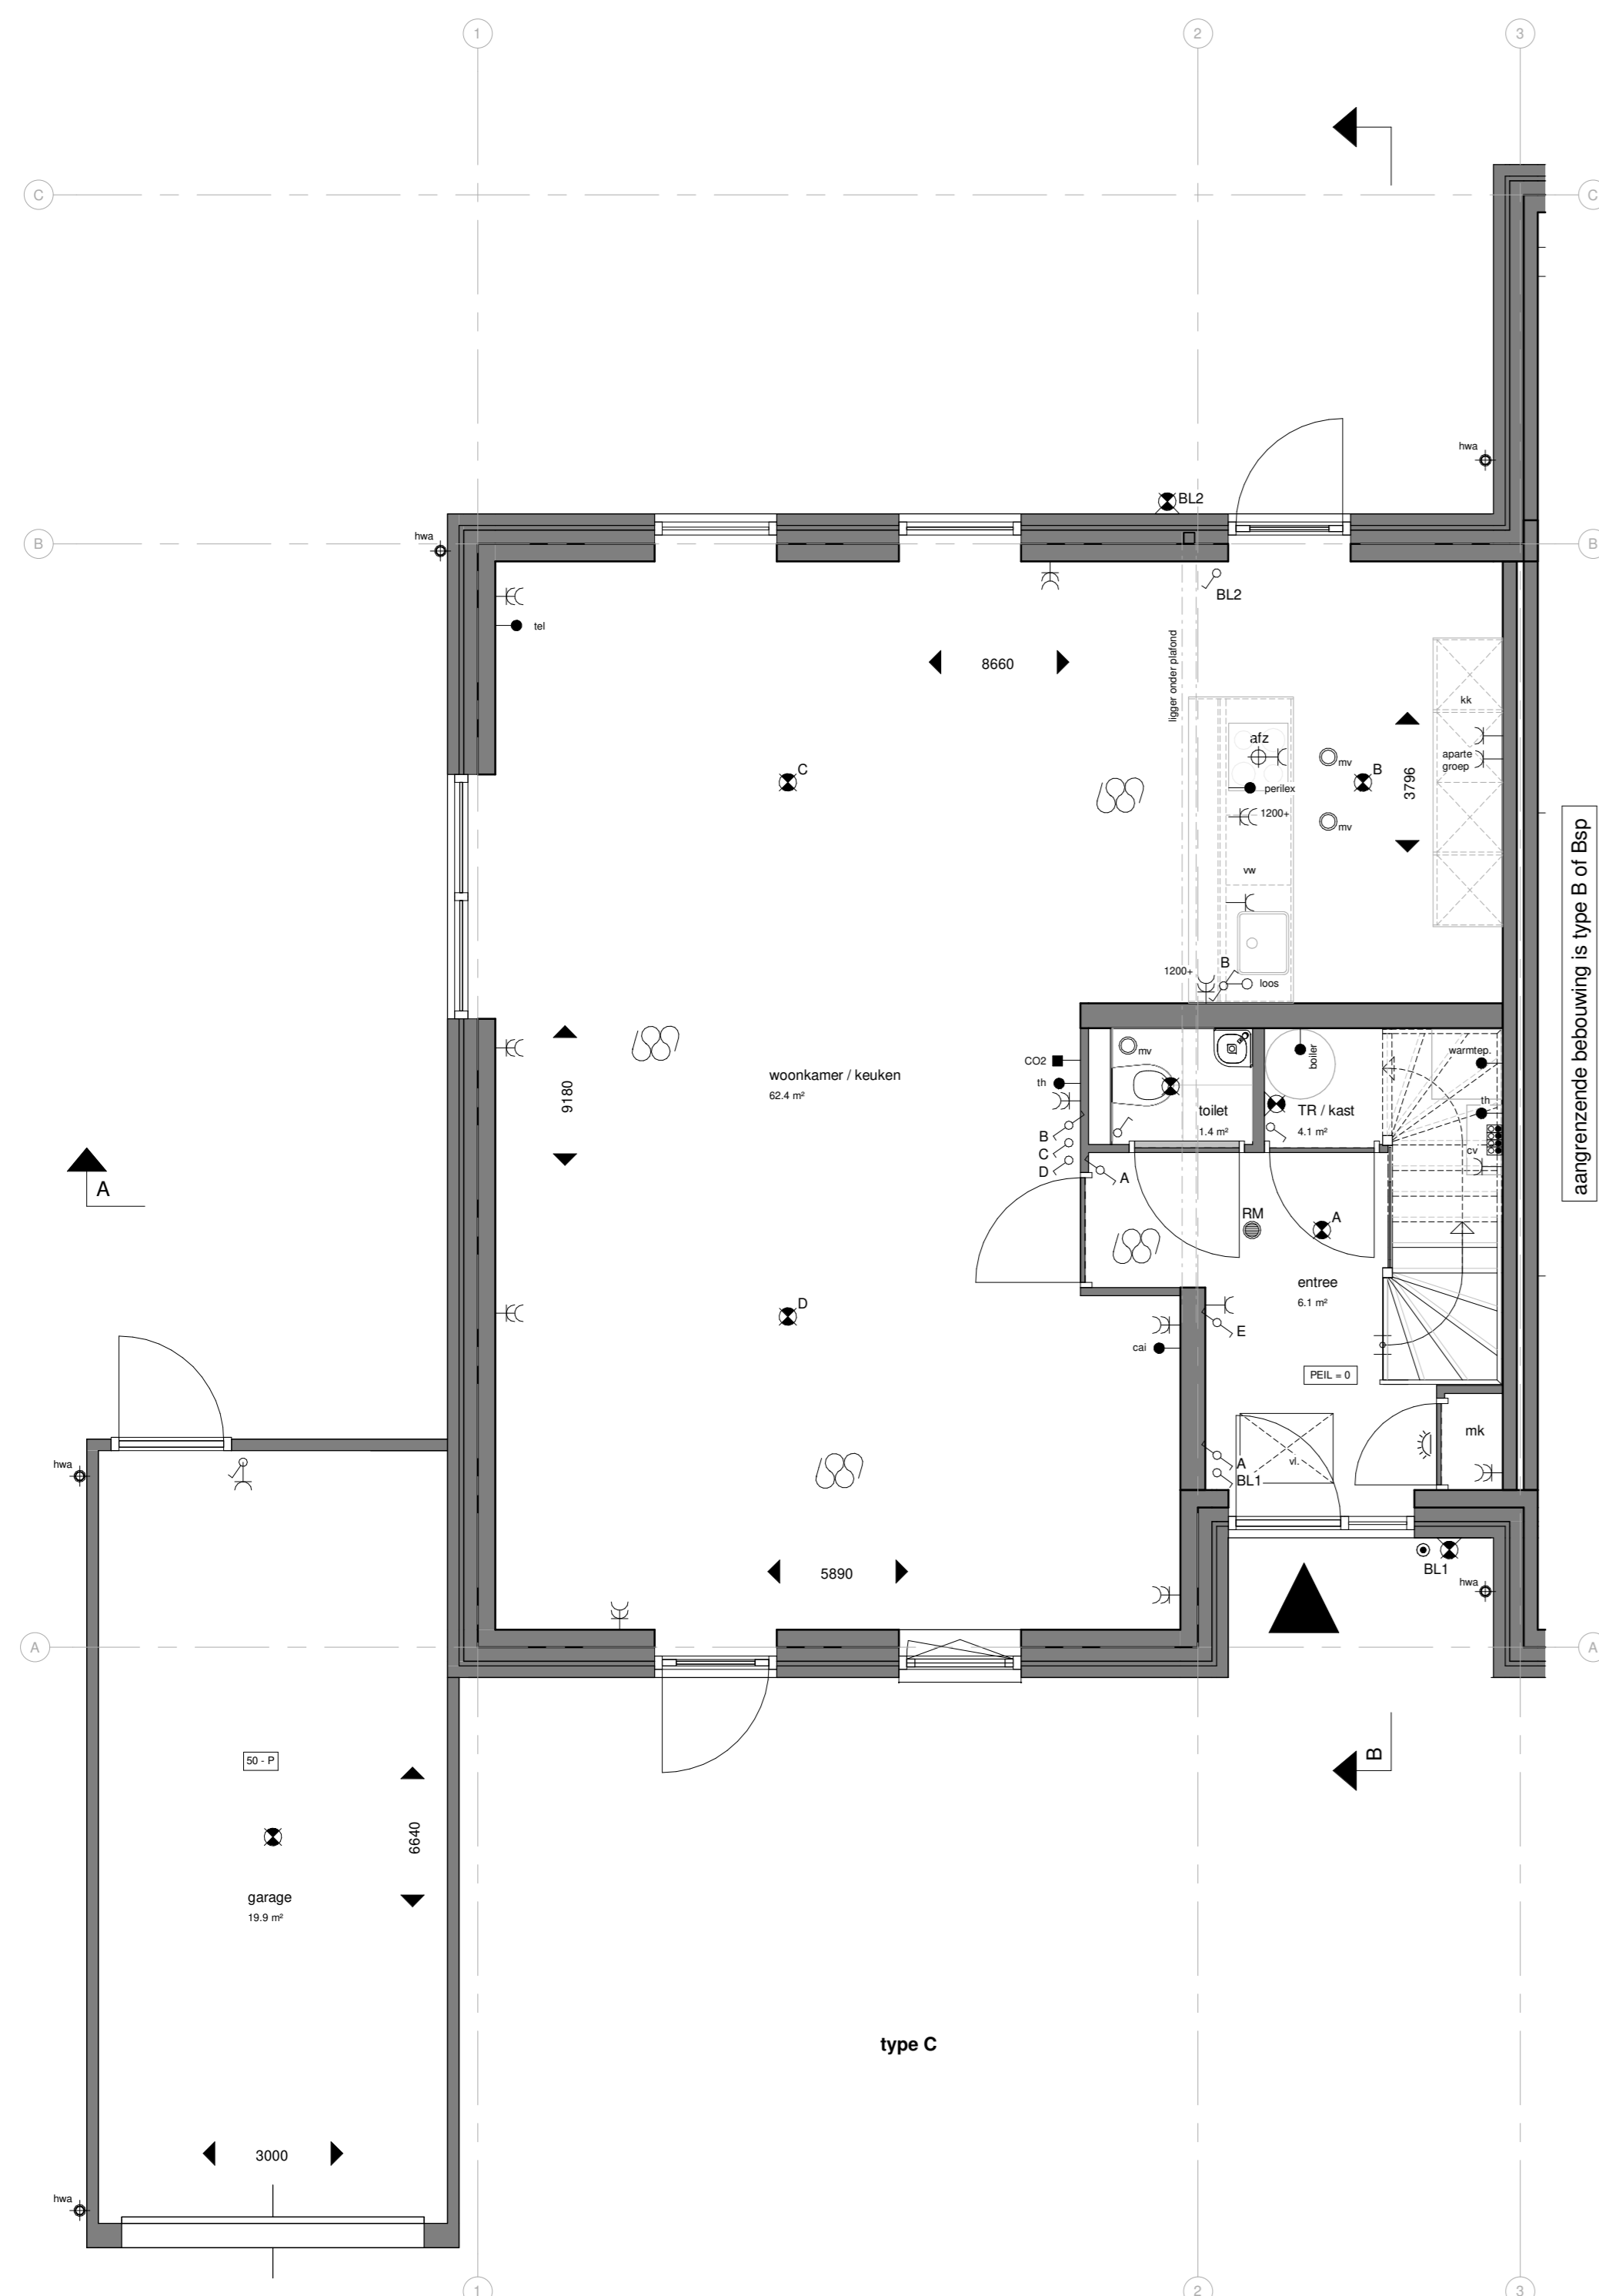 1
2
3
C
C
hwa
BL2
hwa
B
B
BL2
tel
8660
ligger onder plafond
kk
afz
mv
B
aparte
groep
3796
C
perilex
1200+
mv
vw
aangrenzende bebouwing is type B of Bsp
B
1200+
loos
CO2
mv
boiler
warmtep.
woonkamer / keuken
62.4 m²
th
9180
toilet
1.4 m²
TR / kast
4.1 m²
th
B
C
D
cv
A
A
RM
A
entree
6.1 m²
D
E
cai
PEIL = 0
mk
hwa
A
vl.
BL1
BL1
hwa
5890
A
A
50 - P
B
6640
garage
19.9 m²
type C
3000
hwa
1
2
3